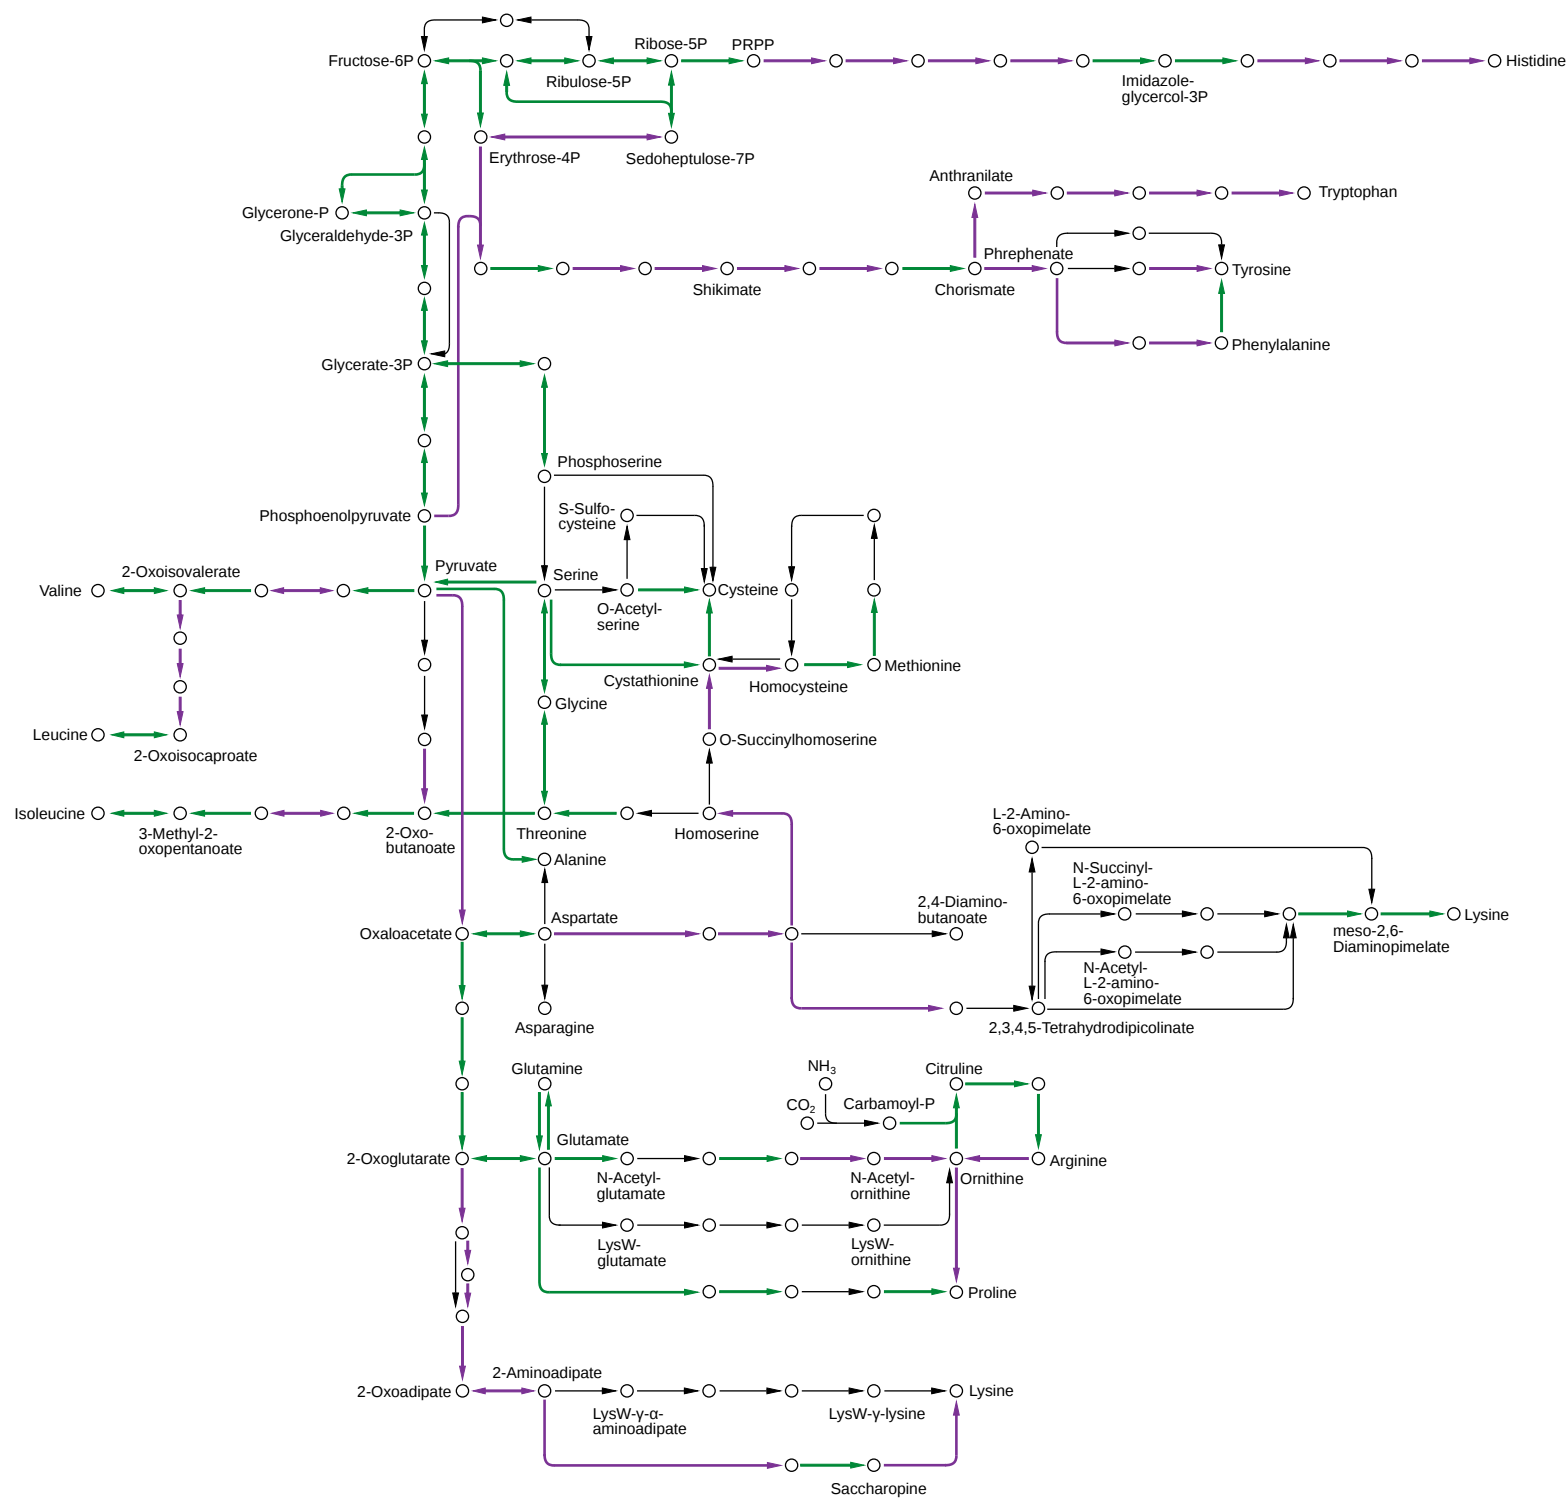 Ribose-5P
PRPP
Fructose-6P
Ribulose-5P
Histidine
Imidazole-
glycercol-3P
Erythrose-4P
Sedoheptulose-7P
Anthranilate
Tryptophan
Glycerone-P
Glyceraldehyde-3P
Phrephenate
Tyrosine
Shikimate
Chorismate
Phenylalanine
Glycerate-3P
Phosphoserine
S-Sulfo-
cysteine
Phosphoenolpyruvate
Pyruvate
2-Oxoisovalerate
Serine
Valine
Cysteine
O-Acetyl-
serine
Cystathionine
Homocysteine
Methionine
Glycine
Leucine
O-Succinylhomoserine
2-Oxoisocaproate
Isoleucine
3-Methyl-2-
oxopentanoate
2-Oxo-
butanoate
Threonine
Homoserine
L-2-Amino-
6-oxopimelate
Alanine
N-Succinyl-
L-2-amino-
6-oxopimelate
2,4-Diamino-
butanoate
Aspartate
Oxaloacetate
Lysine
meso-2,6-
Diaminopimelate
N-Acetyl-
L-2-amino-
6-oxopimelate
Asparagine
2,3,4,5-Tetrahydrodipicolinate
Glutamine
NH3
Citruline
CO2
Carbamoyl-P
Glutamate
2-Oxoglutarate
Arginine
N-Acetyl-
glutamate
N-Acetyl-
ornithine
Ornithine
LysW-
glutamate
LysW-
ornithine
Proline
2-Aminoadipate
2-Oxoadipate
Lysine
LysW-γ-α-
aminoadipate
LysW-γ-lysine
Saccharopine